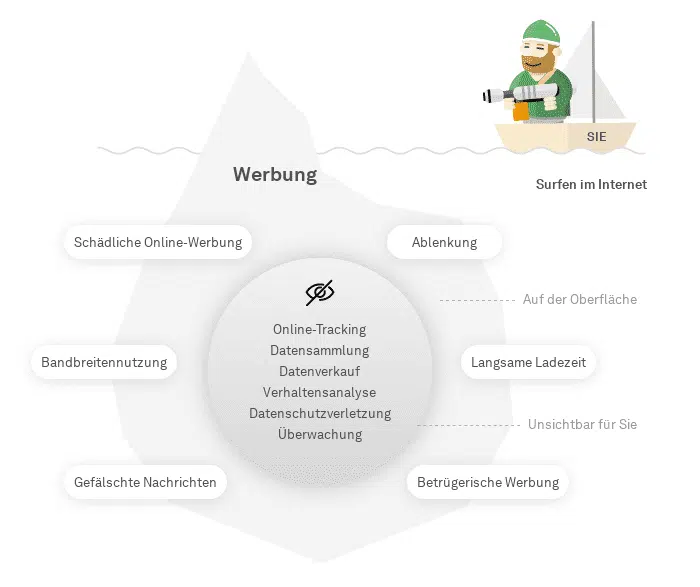 SIE
Werbung
Surfen im Internet
Schädliche Online-Werbung
Ablenkung
Auf der Oberfläche
Online-Tracking
Datensammlung
Datenverkauf
Verhaltensanalyse
Datenschutzverletzung
Überwachung
Bandbreitennutzung
Langsame Ladezeit
Unsichtbar für Sie
Gefälschte Nachrichten
Betrügerische Werbung